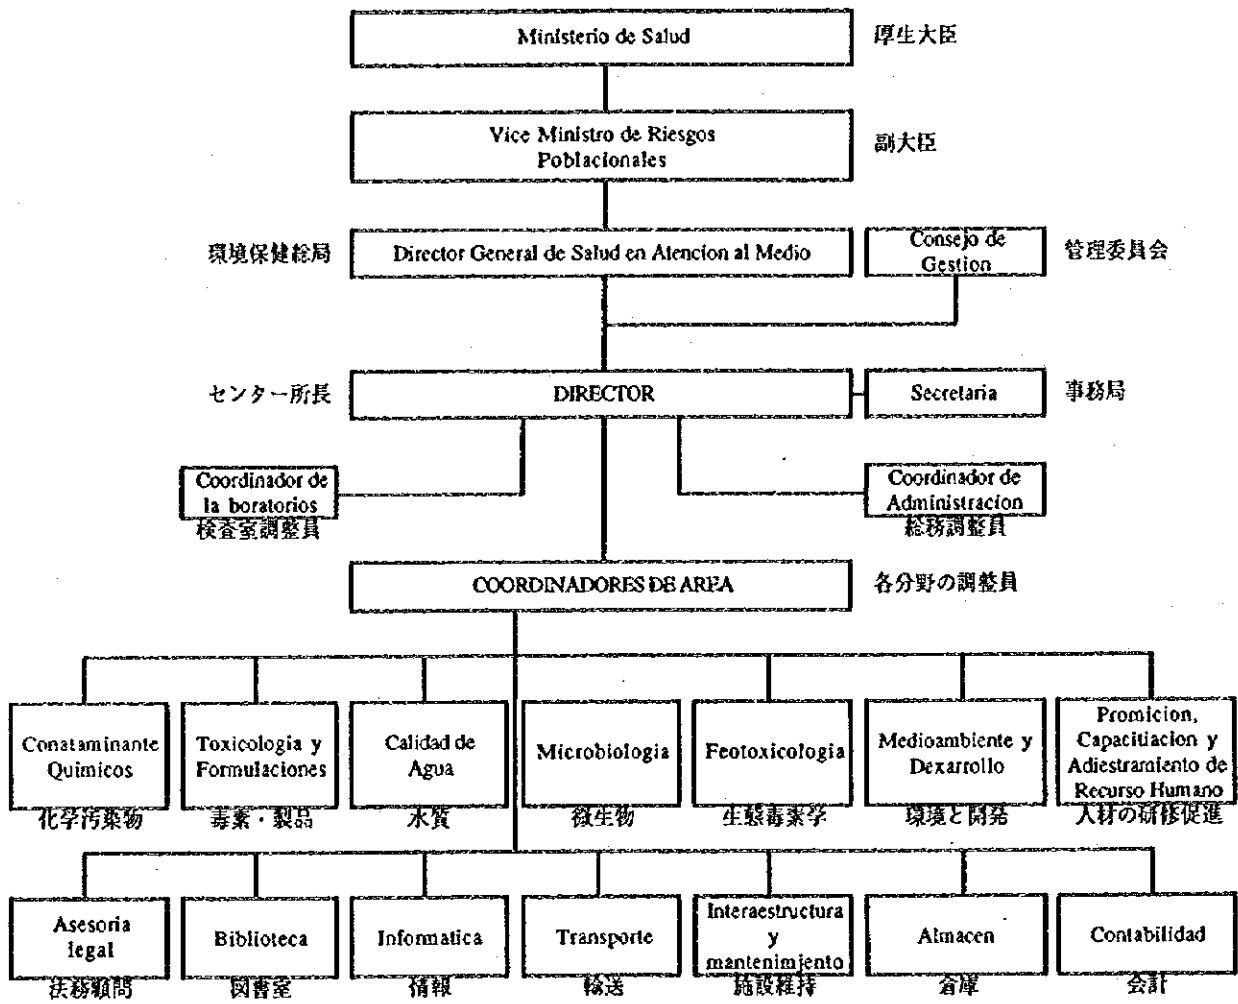 Ministerio de Salud
厚生大臣
Vice Ministro de Riesgos
Poblacionales
副大臣
環境保健総局
Director General de Salud en Atencion al Medio
Consejo de
Gestion
管理委員会
センター所長
DIRECTOR
Secretaria
事務局
Coordinador de
la boratorios
検査室調整員
Coordinador de
Administracion
総務調整員
COORDINADORES DE AREA
各分野の調整員
Conataminante
Quimicos
化学汚染物
Toxicologia y
Formulaciones
毒素・製品
Calidad de
Agua
水質
Microbiologia
微生物
Feotoxicologia
生態毒素学
Medioambiente y
Dexarrollo
環境と開発
Promicion,
Capacitiacion y
Adiestramiento de
Recurso Humano
人材の研修促進
Asesoria
legal
法務顧問
Biblioteca
図書室
Informatica
情報
Transporte
輸送
Interaestructura
y
mantenimiento
施設維持
Almacen
倉庫
Contabilidad
会計